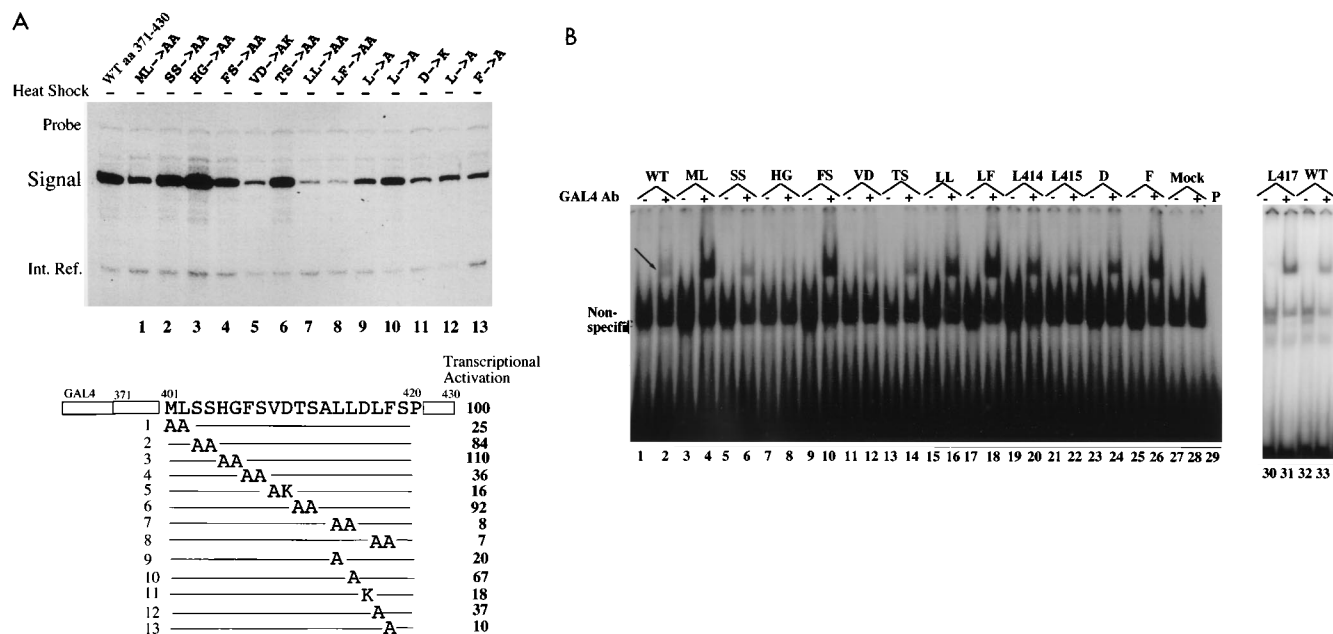 A
WT aa 371-430 ML->AA SS->AA HG->AA FS->AA VD->AK TS->AA LL->AA LF->AA L->A L->A D->K L->A F->A
Heat Shock - - - - - - - - - - - - - -
Probe
Signal
Int. Ref.
1 2 3 4 5 6 7 8 9 10 11 12 13
Transcriptional
Activation
GAL4 371 401 420 430
MLSSHGFSVDTSALLDLFSP 100
1 AA 25
2 AA 84
3 AA 110
4 AA 36
5 AK 16
6 AA 92
7 AA 8
8 AA 7
9 A 20
10 A 67
11 K 18
12 A 37
13 A 10
B
WT ML SS HG FS VD TS LL LF L414 L415 D F Mock
GAL4 Ab - + - + - + - + - + - + - + - + - + - + - + - + - + - + P
Non-
specific
1 2 3 4 5 6 7 8 9 10 11 12 13 14 15 16 17 18 19 20 21 22 23 24 25 26 27 28 29
L417 WT
- + - +
30 31 32 33